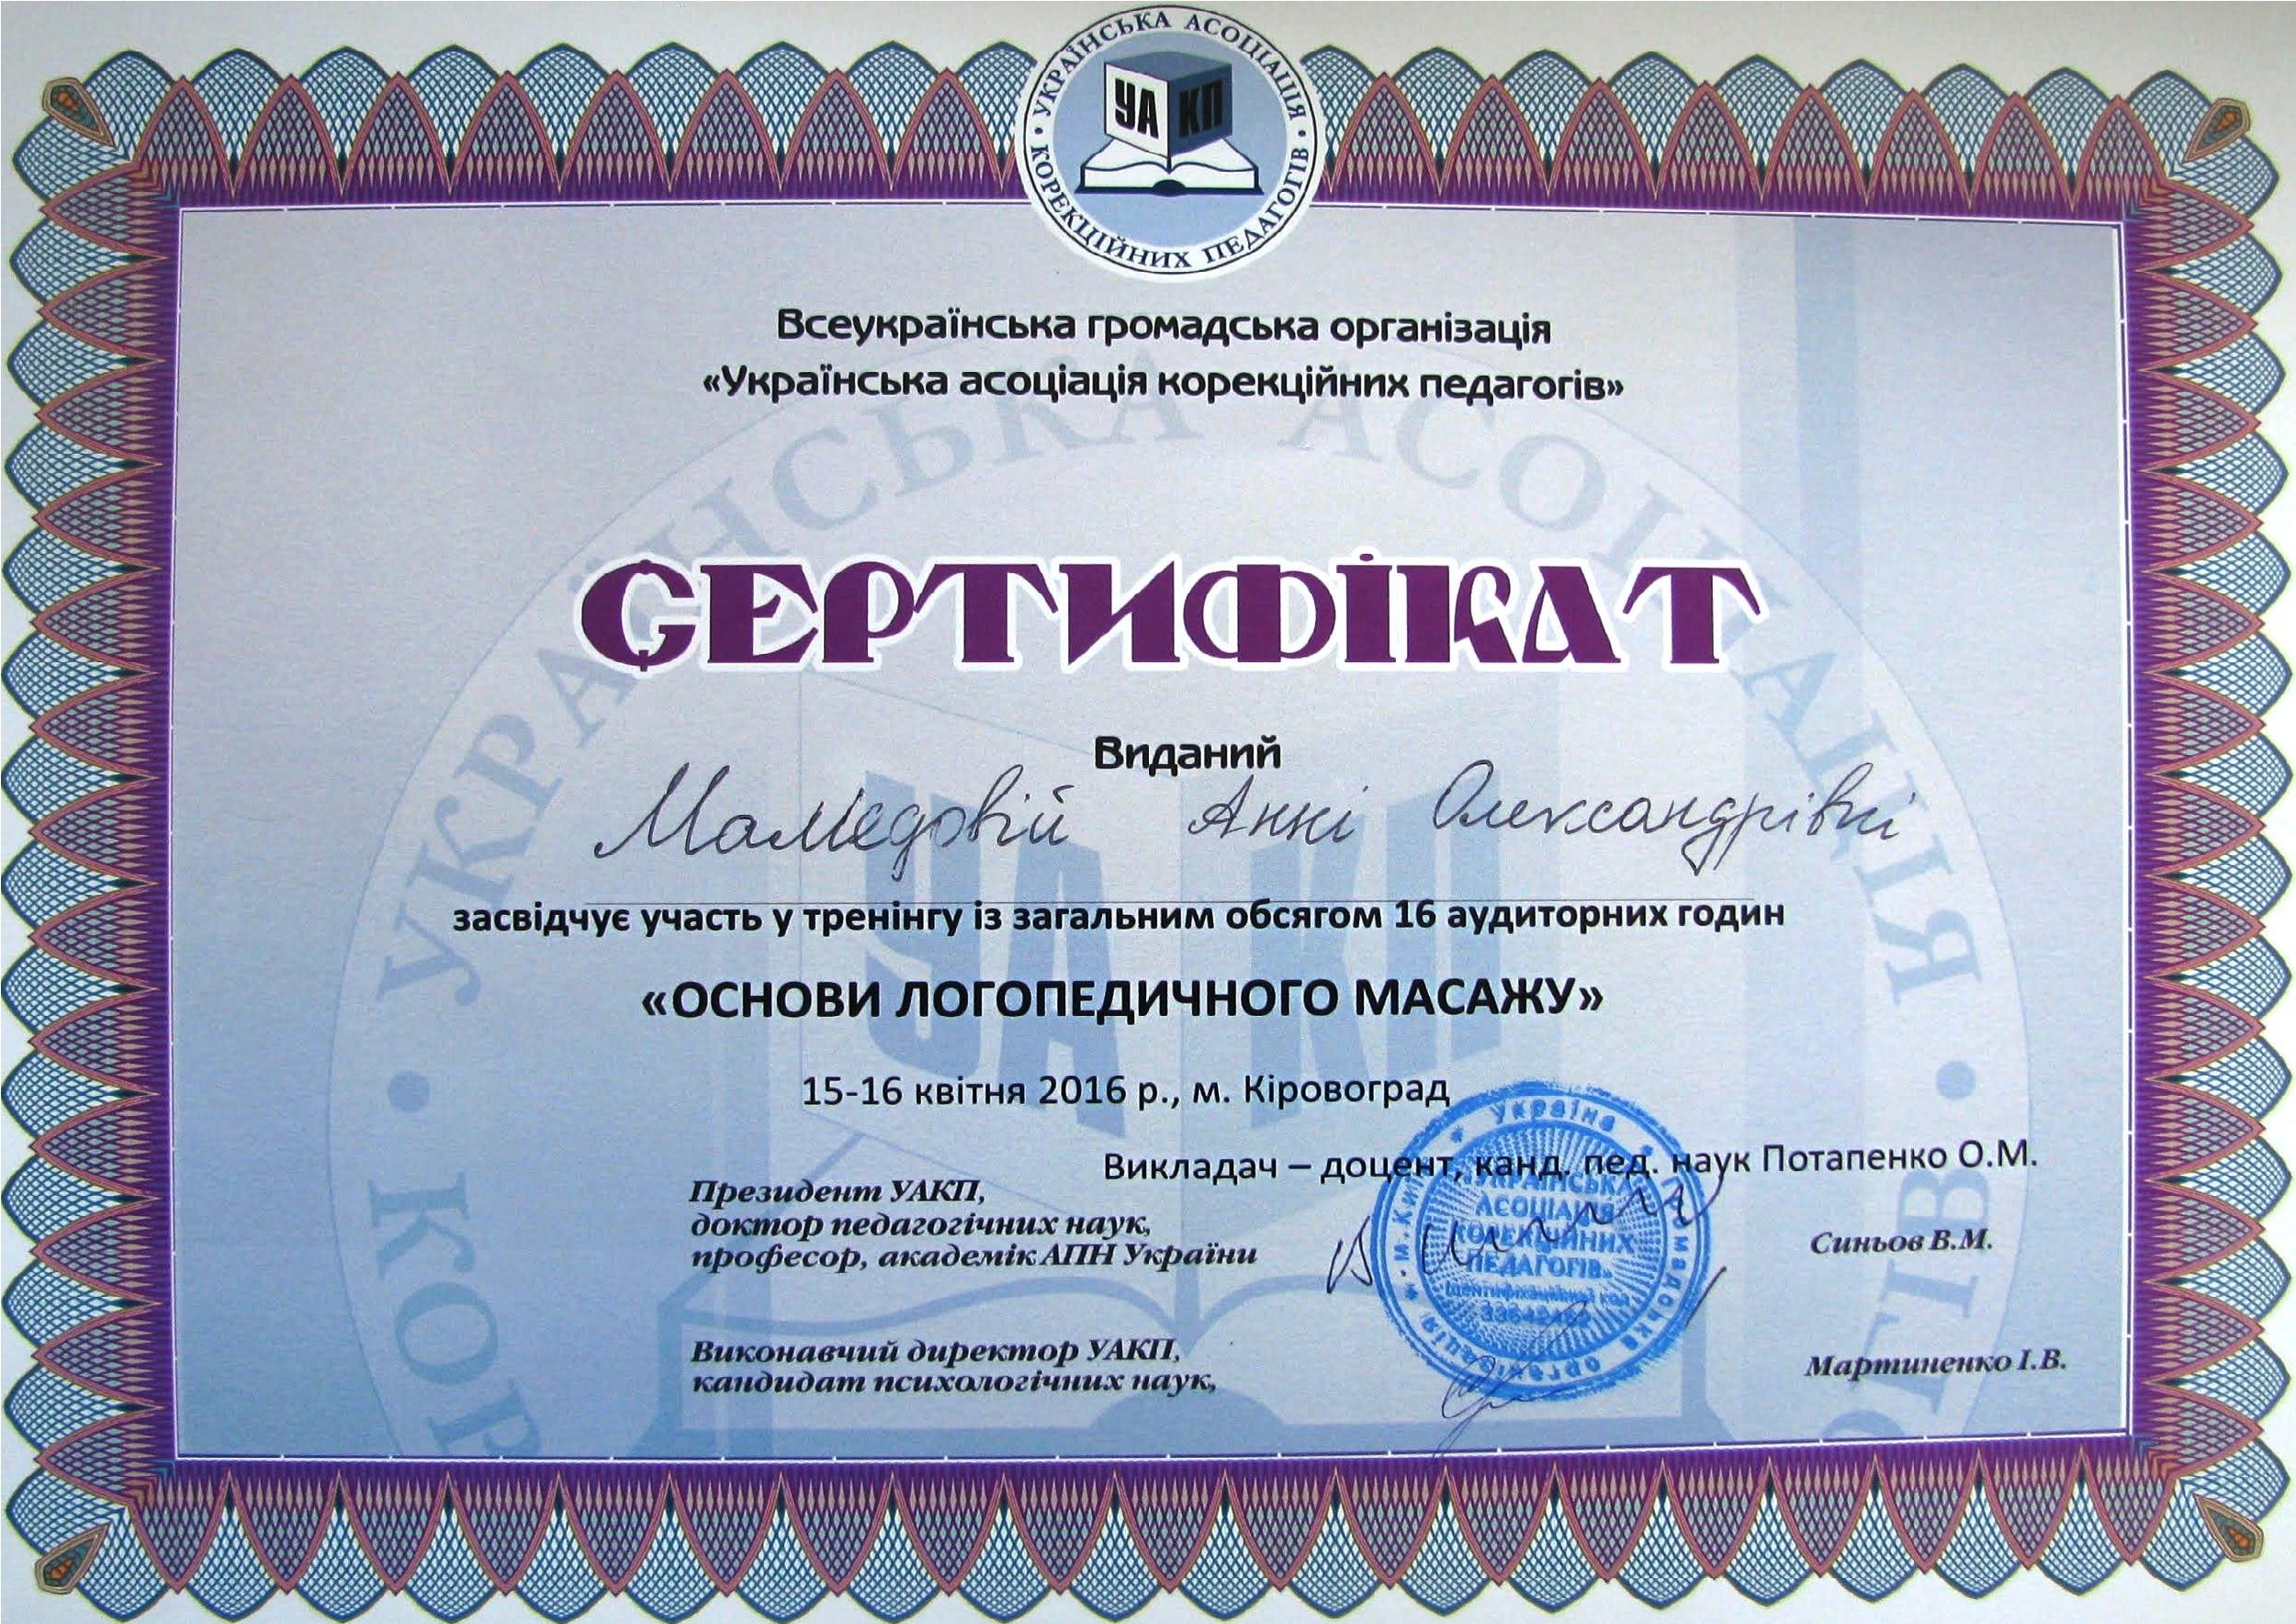 УКРАЇНСЬКА АСОЦІАЦІЯ • КОРЕКЦІЙНИХ ПЕДАГОГІВ •
УА КП
Всеукраїнська громадська організація
«Українська асоціація корекційних педагогів»
СЕРТИФІКАТ
Виданий
Мамедовій Анні Олександрівні
засвідчує участь у тренінгу із загальним обсягом 16 аудиторних годин
«ОСНОВИ ЛОГОПЕДИЧНОГО МАСАЖУ»
15-16 квітня 2016 р., м. Кіровоград
Викладач – доцент, канд. пед. наук Потапенко О.М.
Президент УАКП,
доктор педагогічних наук,
професор, академік АПН України
Синьов В.М.
Україна * Громадська організація * м. Київ *
«УКРАЇНСЬКА
АСОЦІАЦІЯ
КОРЕКЦІЙНИХ
ПЕДАГОГІВ»
Ідентифікаційний код
Виконавчий директор УАКП,
кандидат психологічних наук,
Мартиненко І.В.